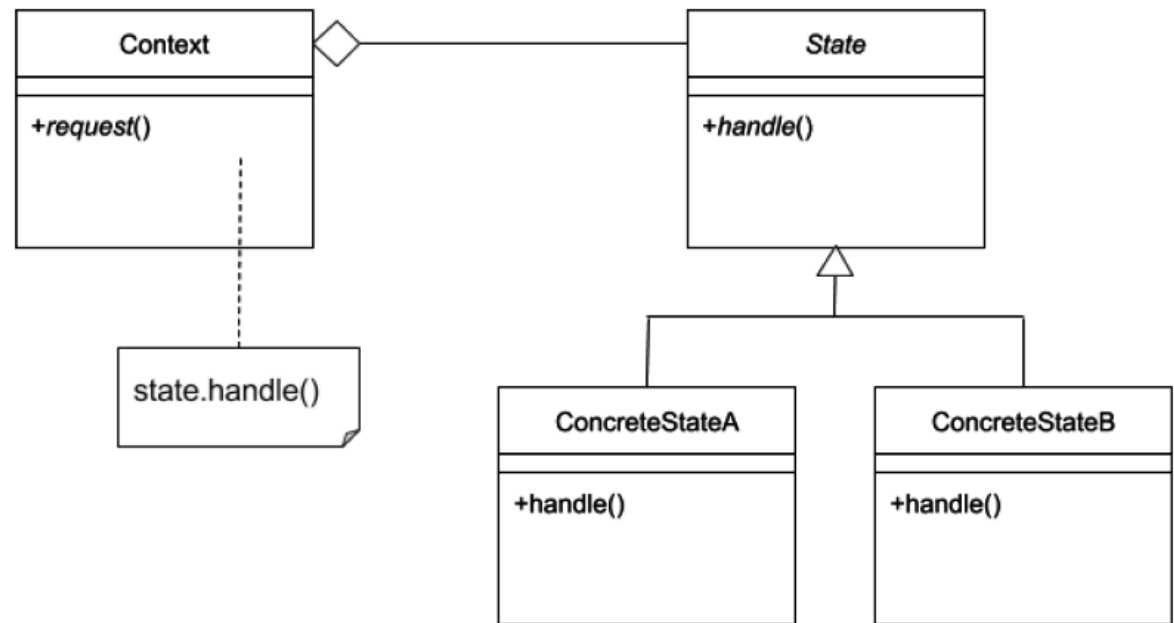 Context
State
+request()
+handle()
state.handle()
ConcreteStateA
ConcreteStateB
+handle()
+handle()